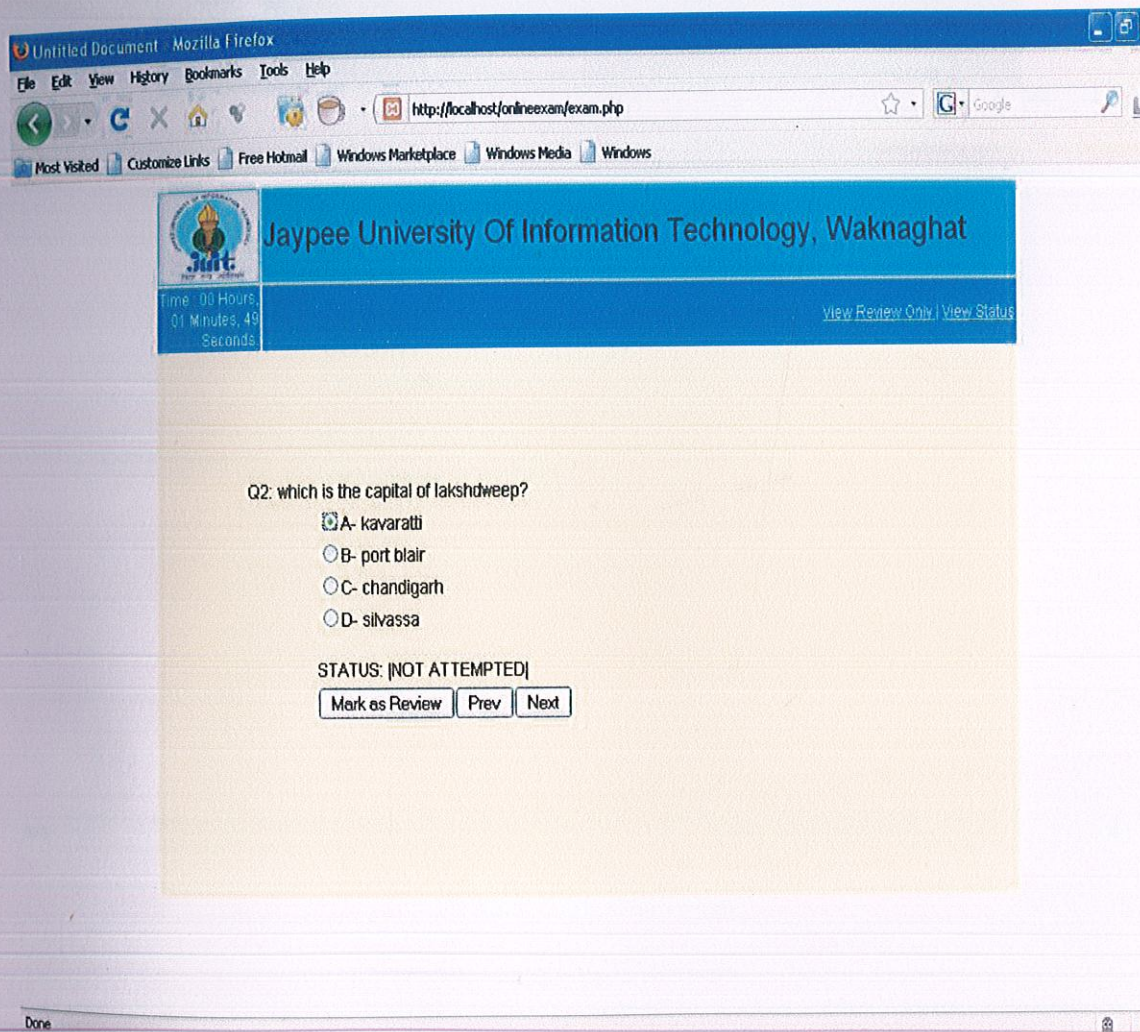 Untitled Document - Mozilla Firefox
File Edit View History Bookmarks Tools Help
http://localhost/onlineexam/exam.php
Google
Most Visited Customize Links Free Hotmail Windows Marketplace Windows Media Windows
Jaypee University Of Information Technology, Waknaghat
juit
Time : 00 Hours,
01 Minutes, 49
Seconds
View Review Only | View Status
Q2: which is the capital of lakshdweep?
A- kavaratti
B- port blair
C- chandigarh
D- silvassa
STATUS: |NOT ATTEMPTED|
Mark as Review Prev Next
Done